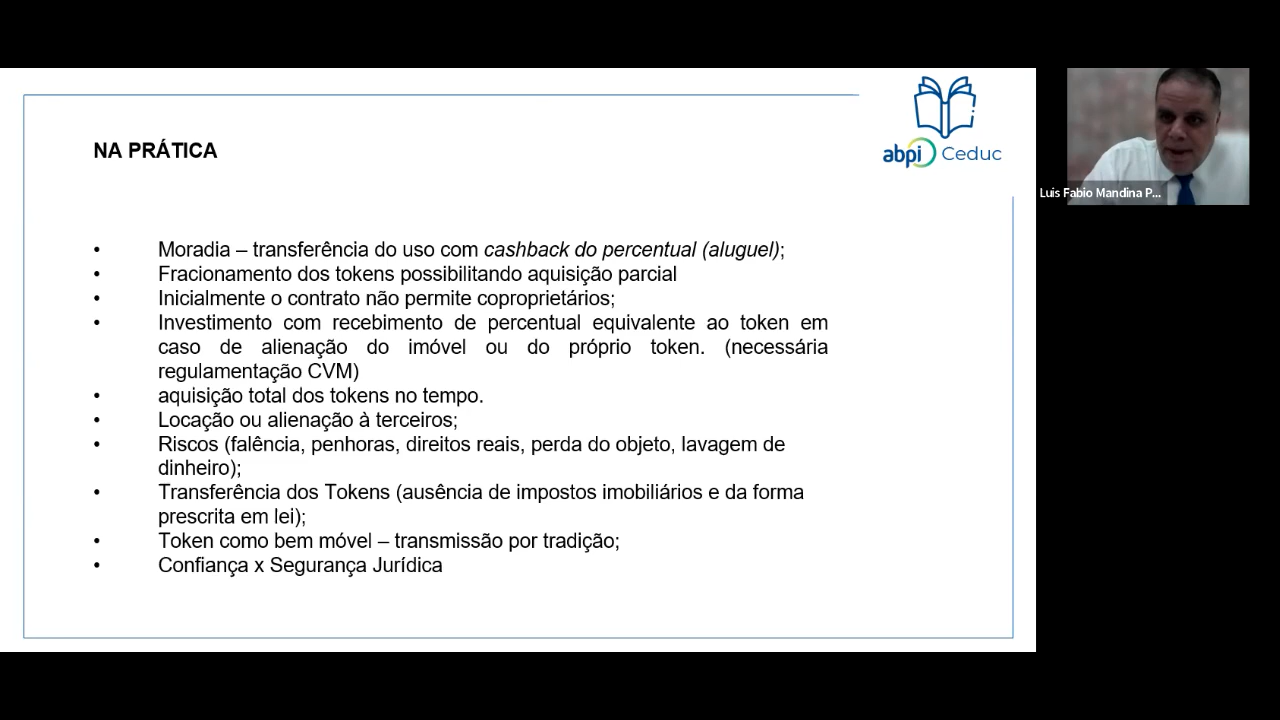 NA PRÁTICA
abpi Ceduc
Luis Fabio Mandina P...
• Moradia – transferência do uso com cashback do percentual (aluguel);
• Fracionamento dos tokens possibilitando aquisição parcial
• Inicialmente o contrato não permite coproprietários;
• Investimento com recebimento de percentual equivalente ao token em
caso de alienação do imóvel ou do próprio token. (necessária
regulamentação CVM)
• aquisição total dos tokens no tempo.
• Locação ou alienação à terceiros;
• Riscos (falência, penhoras, direitos reais, perda do objeto, lavagem de
dinheiro);
• Transferência dos Tokens (ausência de impostos imobiliários e da forma
prescrita em lei);
• Token como bem móvel – transmissão por tradição;
• Confiança x Segurança Jurídica